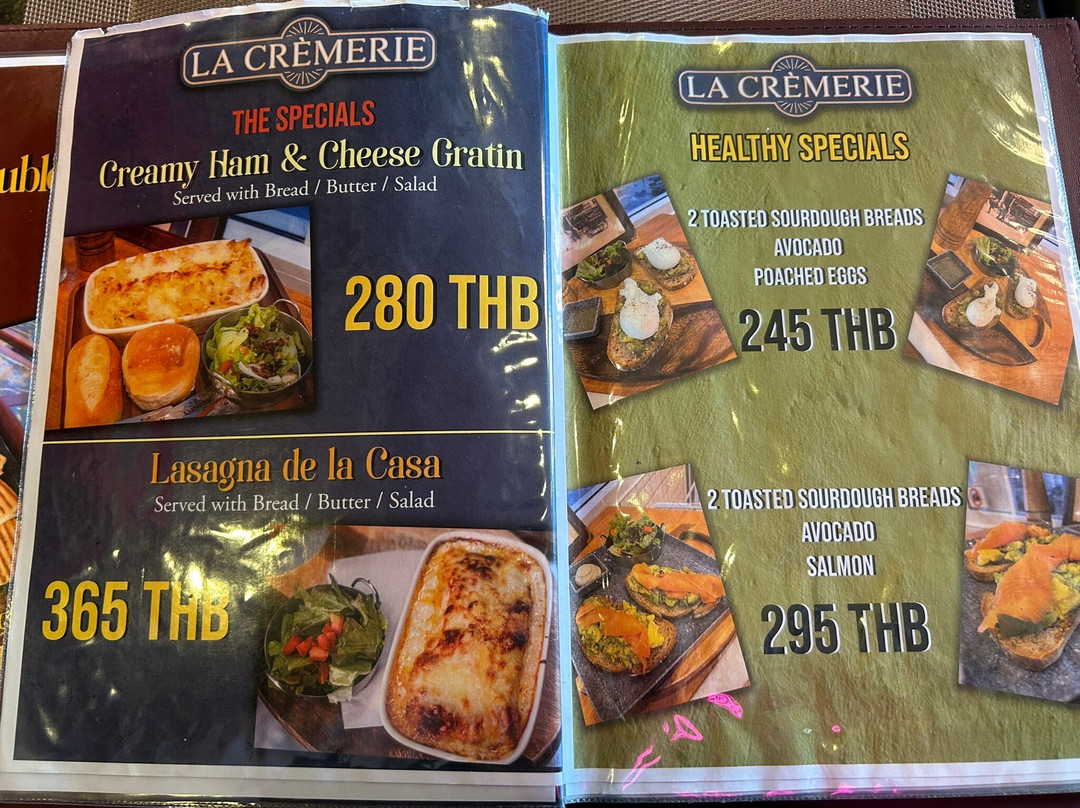 LA CRÈMERIE
THE SPECIALS
Creamy Ham & Cheese Gratin
Served with Bread / Butter / Salad
280 THB
Lasagna de la Casa
Served with Bread / Butter / Salad
365 THB
LA CRÈMERIE
HEALTHY SPECIALS
2 TOASTED SOURDOUGH BREADS
AVOCADO
POACHED EGGS
245 THB
2 TOASTED SOURDOUGH BREADS
AVOCADO
SALMON
295 THB